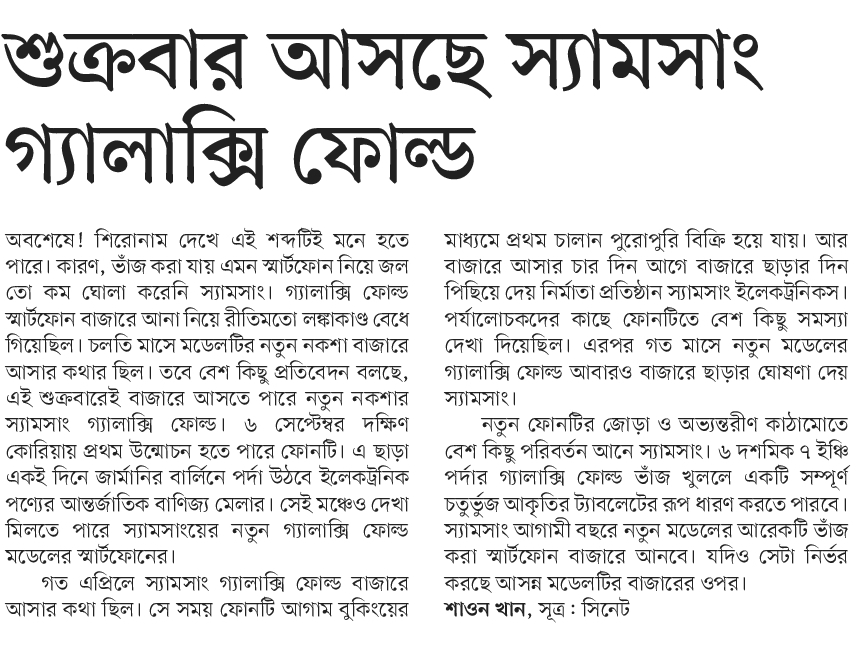 শুক্রবার আসছে স্যামসাং
গ্যালাক্সি ফোল্ড
অবশেষে! শিরোনাম দেখে এই শব্দটিই মনে হতে
পারে। কারণ, ভাঁজ করা যায় এমন স্মার্টফোন নিয়ে জল
তো কম ঘোলা করেনি স্যামসাং। গ্যালাক্সি ফোল্ড
স্মার্টফোন বাজারে আনা নিয়ে রীতিমতো লঙ্কাকাণ্ড বেধে
গিয়েছিল। চলতি মাসে মডেলটির নতুন নকশা বাজারে
আসার কথার ছিল। তবে বেশ কিছু প্রতিবেদন বলছে,
এই শুক্রবারেই বাজারে আসতে পারে নতুন নকশার
স্যামসাং গ্যালাক্সি ফোল্ড। ৬ সেপ্টেম্বর দক্ষিণ
কোরিয়ায় প্রথম উন্মোচন হতে পারে ফোনটি। এ ছাড়া
একই দিনে জার্মানির বার্লিনে পর্দা উঠবে ইলেকট্রনিক
পণ্যের আন্তর্জাতিক বাণিজ্য মেলার। সেই মঞ্চেও দেখা
মিলতে পারে স্যামসাংয়ের নতুন গ্যালাক্সি ফোল্ড
মডেলের স্মার্টফোনের।
গত এপ্রিলে স্যামসাং গ্যালাক্সি ফোল্ড বাজারে
আসার কথা ছিল। সে সময় ফোনটি আগাম বুকিংয়ের
মাধ্যমে প্রথম চালান পুরোপুরি বিক্রি হয়ে যায়। আর
বাজারে আসার চার দিন আগে বাজারে ছাড়ার দিন
পিছিয়ে দেয় নির্মাতা প্রতিষ্ঠান স্যামসাং ইলেকট্রনিকস।
পর্যালোচকদের কাছে ফোনটিতে বেশ কিছু সমস্যা
দেখা দিয়েছিল। এরপর গত মাসে নতুন মডেলের
গ্যালাক্সি ফোল্ড আবারও বাজারে ছাড়ার ঘোষণা দেয়
স্যামসাং।
নতুন ফোনটির জোড়া ও অভ্যন্তরীণ কাঠামোতে
বেশ কিছু পরিবর্তন আনে স্যামসাং। ৬ দশমিক ৭ ইঞ্চি
পর্দার গ্যালাক্সি ফোল্ড ভাঁজ খুললে একটি সম্পূর্ণ
চতুর্ভুজ আকৃতির ট্যাবলেটের রূপ ধারণ করতে পারবে।
স্যামসাং আগামী বছরে নতুন মডেলের আরেকটি ভাঁজ
করা স্মার্টফোন বাজারে আনবে। যদিও সেটা নির্ভর
করছে আসন্ন মডেলটির বাজারের ওপর।
শাওন খান, সূত্র : সিনেট